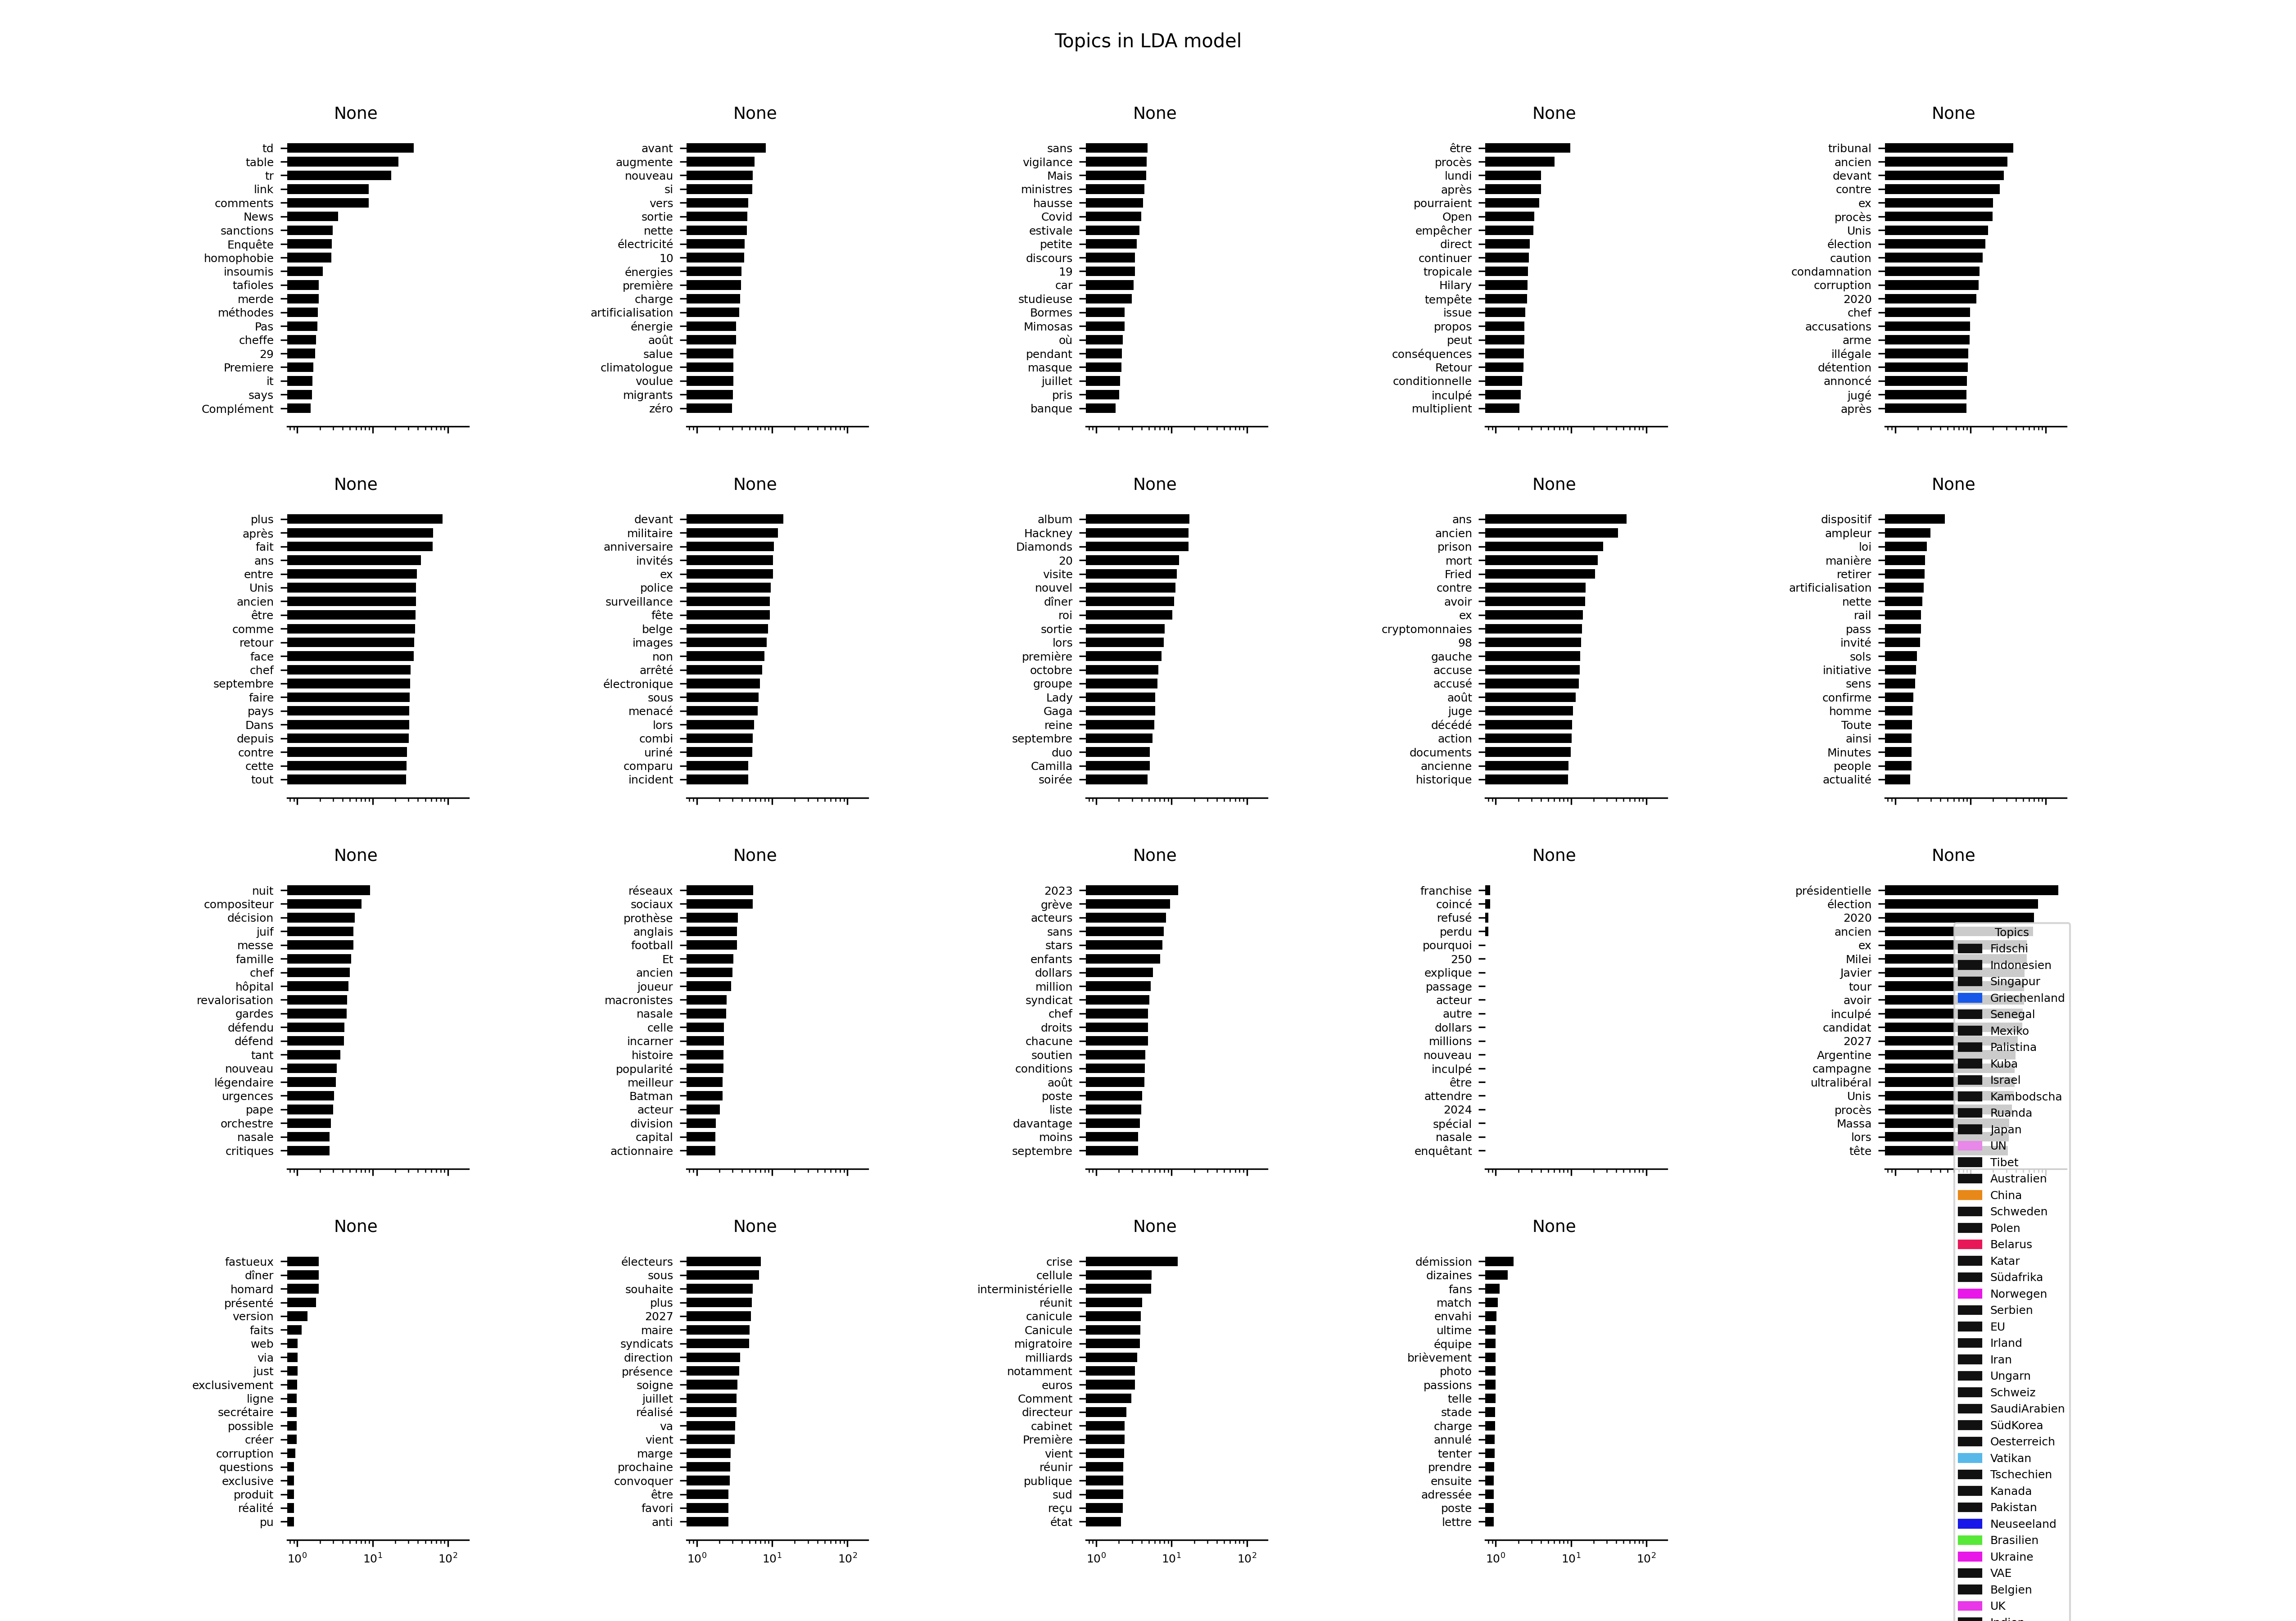 Topics in LDA model
None
td
table
tr
link
comments
News
sanctions
Enquête
homophobie
insoumis
tafioles
merde
méthodes
Pas
cheffe
29
Premiere
it
says
Complément
None
avant
augmente
nouveau
si
vers
sortie
nette
électricité
10
énergies
première
charge
artificialisation
énergie
août
salue
climatologue
voulue
migrants
zéro
None
sans
vigilance
Mais
ministres
hausse
Covid
estivale
petite
discours
19
car
studieuse
Bormes
Mimosas
où
pendant
masque
juillet
pris
banque
None
être
procès
lundi
après
pourraient
Open
empêcher
direct
continuer
tropicale
Hilary
tempête
issue
propos
peut
conséquences
Retour
conditionnelle
inculpé
multiplient
None
tribunal
ancien
devant
contre
ex
procès
Unis
élection
caution
condamnation
corruption
2020
chef
accusations
arme
illégale
détention
annoncé
jugé
après
None
plus
après
fait
ans
entre
Unis
ancien
être
comme
retour
face
chef
septembre
faire
pays
Dans
depuis
contre
cette
tout
None
devant
militaire
anniversaire
invités
ex
police
surveillance
fête
belge
images
non
arrêté
électronique
sous
menacé
lors
combi
uriné
comparu
incident
None
album
Hackney
Diamonds
20
visite
nouvel
dîner
roi
sortie
lors
première
octobre
groupe
Lady
Gaga
reine
septembre
duo
Camilla
soirée
None
ans
ancien
prison
mort
Fried
contre
avoir
ex
cryptomonnaies
98
gauche
accuse
accusé
août
juge
décédé
action
documents
ancienne
historique
None
dispositif
ampleur
loi
manière
retirer
artificialisation
nette
rail
pass
invité
sols
initiative
sens
confirme
homme
Toute
ainsi
Minutes
people
actualité
None
nuit
compositeur
décision
juif
messe
famille
chef
hôpital
revalorisation
gardes
défendu
défend
tant
nouveau
légendaire
urgences
pape
orchestre
nasale
critiques
None
réseaux
sociaux
prothèse
anglais
football
Et
ancien
joueur
macronistes
nasale
celle
incarner
histoire
popularité
meilleur
Batman
acteur
division
capital
actionnaire
None
2023
grève
acteurs
sans
stars
enfants
dollars
million
syndicat
chef
droits
chacune
soutien
conditions
août
poste
liste
davantage
moins
septembre
None
franchise
coincé
refusé
perdu
pourquoi
250
explique
passage
acteur
autre
dollars
millions
nouveau
inculpé
être
attendre
2024
spécial
nasale
enquêtant
None
présidentielle
élection
2020
ancien
ex
Milei
Javier
tour
avoir
inculpé
candidat
2027
Argentine
campagne
ultralibéral
Unis
procès
Massa
lors
tête
None
fastueux
dîner
homard
présenté
version
faits
web
via
just
exclusivement
ligne
secrétaire
possible
créer
corruption
questions
exclusive
produit
réalité
pu
10⁰ 10¹ 10²
None
électeurs
sous
souhaite
plus
2027
maire
syndicats
direction
présence
soigne
juillet
réalisé
va
vient
marge
prochaine
convoquer
être
favori
anti
10⁰ 10¹ 10²
None
crise
cellule
interministérielle
réunit
canicule
Canicule
migratoire
milliards
notamment
euros
Comment
directeur
cabinet
Première
vient
réunir
publique
sud
reçu
état
10⁰ 10¹ 10²
None
démission
dizaines
fans
match
envahi
ultime
équipe
brièvement
photo
passions
telle
stade
charge
annulé
tenter
prendre
ensuite
adressée
poste
lettre
10⁰ 10¹ 10²
Topics
Fidschi
Indonesien
Singapur
Griechenland
Senegal
Mexiko
Palistina
Kuba
Israel
Kambodscha
Ruanda
Japan
UN
Tibet
Australien
China
Schweden
Polen
Belarus
Katar
Südafrika
Norwegen
Serbien
EU
Irland
Iran
Ungarn
Schweiz
SaudiArabien
SüdKorea
Oesterreich
Vatikan
Tschechien
Kanada
Pakistan
Neuseeland
Brasilien
Ukraine
VAE
Belgien
UK